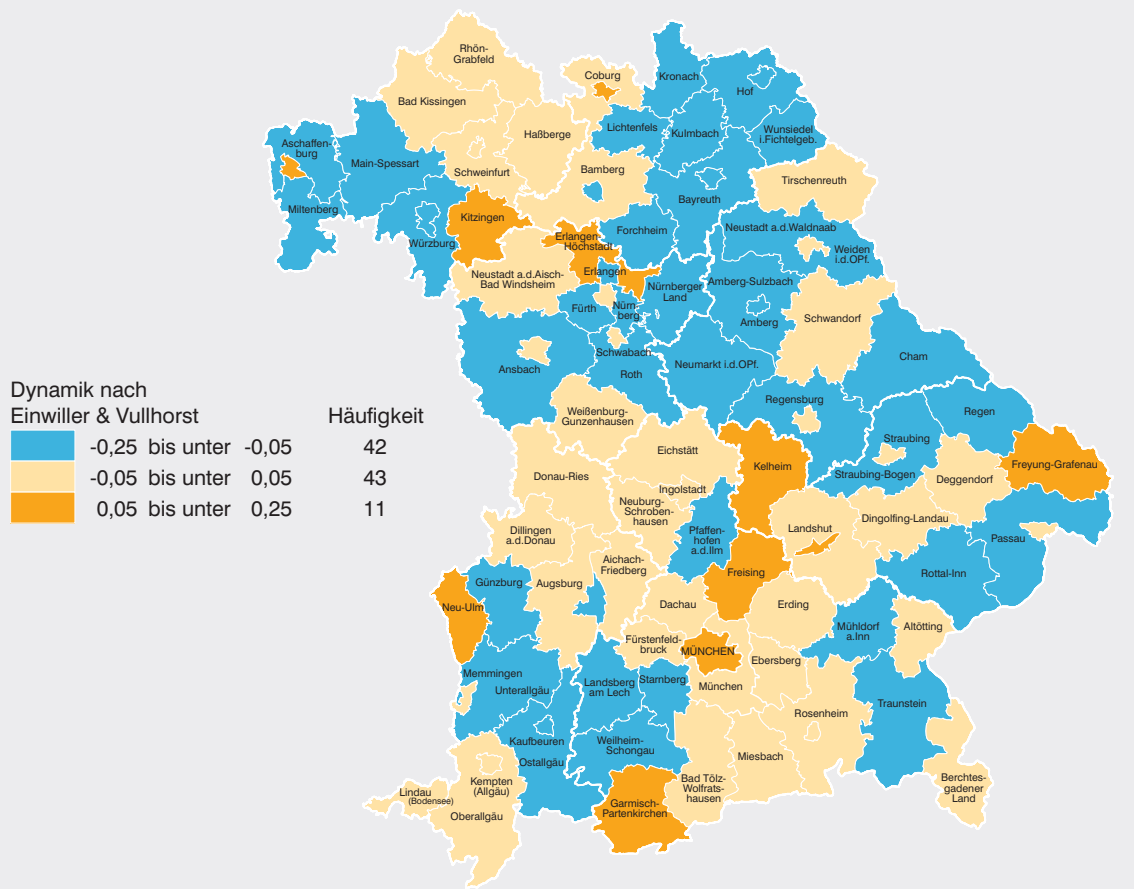 Rhön-
Grabfeld
Coburg
Kronach
Hof
Bad Kissingen
Lichtenfels
Kulmbach
Wunsiedel
i.Fichtelgeb.
Haßberge
Aschaffen-
burg
Main-Spessart
Schweinfurt
Bamberg
Tirschenreuth
Bayreuth
Miltenberg
Kitzingen
Würzburg
Erlangen-
Höchstadt
Forchheim
Neustadt a.d.Waldnaab
Weiden
i.d.OPf.
Neustadt a.d.Aisch-
Bad Windsheim
Erlangen
Nürnberger
Land
Amberg-Sulzbach
Fürth
Nürn-
berg
Amberg
Schwandorf
Ansbach
Schwabach
Roth
Neumarkt i.d.OPf.
Cham
Dynamik nach
Einwiller & Vullhorst
Häufigkeit
-0,25 bis unter -0,05 42
-0,05 bis unter 0,05 43
0,05 bis unter 0,25 11
Weißenburg-
Gunzenhausen
Regensburg
Regen
Straubing
Eichstätt
Kelheim
Straubing-Bogen
Deggendorf
Freyung-Grafenau
Donau-Ries
Ingolstadt
Neuburg-
Schroben-
hausen
Pfaffen-
hofen
a.d.Ilm
Landshut
Dingolfing-Landau
Passau
Dillingen
a.d.Donau
Aichach-
Friedberg
Freising
Rottal-Inn
Günzburg
Augsburg
Neu-Ulm
Dachau
Erding
Mühldorf
a.Inn
Altötting
Fürstenfeld-
bruck
MÜNCHEN
Ebersberg
Memmingen
Unterallgäu
Landsberg
am Lech
Starnberg
München
Rosenheim
Traunstein
Kaufbeuren
Ostallgäu
Weilheim-
Schongau
Miesbach
Bad Tölz-
Wolfrats-
hausen
Berchtes-
gadener
Land
Kempten
(Allgäu)
Lindau
(Bodensee)
Oberallgäu
Garmisch-
Partenkirchen